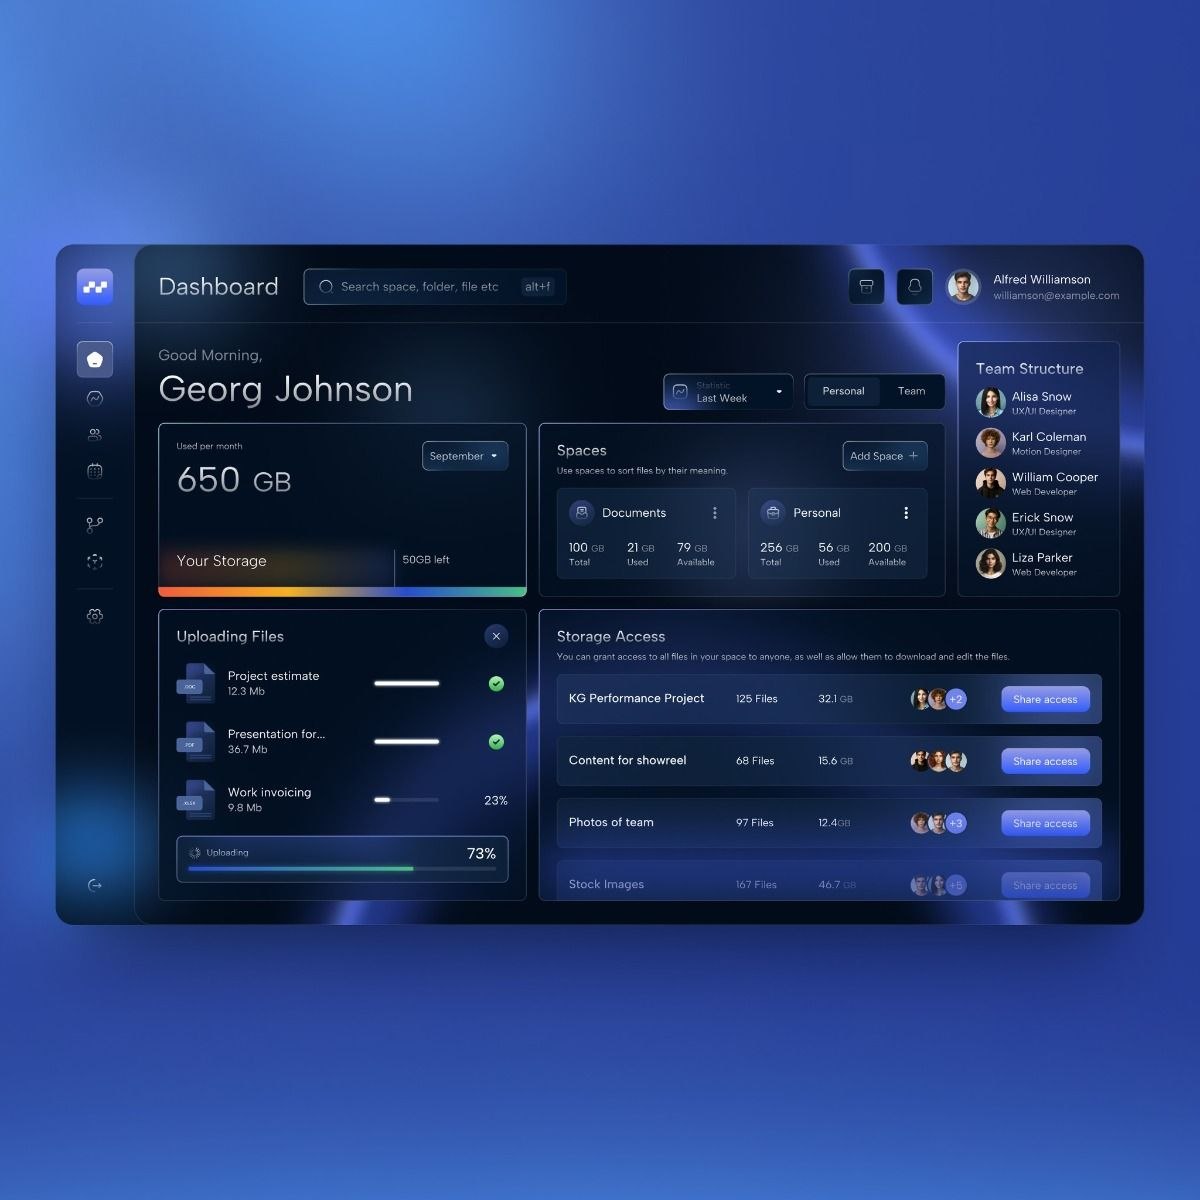 Dashboard
Search space, folder, file etc alt+f
Alfred Williamson
williamson@example.com
Good Morning,
Georg Johnson
Statistic
Last Week
Personal Team
Used per month
650 GB
September
Your Storage
50GB left
Spaces
Use spaces to sort files by their meaning.
Add Space +
Documents
100 GB 21 GB 79 GB
Total Used Available
Personal
256 GB 56 GB 200 GB
Total Used Available
Team Structure
Alisa Snow
UX/UI Designer
Karl Coleman
Motion Designer
William Cooper
Web Developer
Erick Snow
UX/UI Designer
Liza Parker
Web Developer
Uploading Files
.DOC
Project estimate
12.3 Mb
.PDF
Presentation for...
36.7 Mb
.XLSX
Work invoicing
9.8 Mb
23%
Uploading 73%
Storage Access
You can grant access to all files in your space to anyone, as well as allow them to download and edit the files.
KG Performance Project 125 Files 32.1 GB +2 Share access
Content for showreel 68 Files 15.6 GB Share access
Photos of team 97 Files 12.4GB +3 Share access
Stock Images 167 Files 46.7 GB +5 Share access